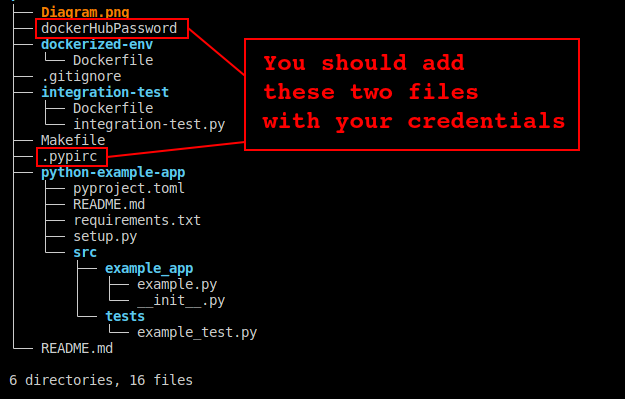 ├── Diagram.png
├── dockerHubPassword
├── dockerized-env
│   └── Dockerfile
├── .gitignore
├── integration-test
│   ├── Dockerfile
│   └── integration-test.py
├── Makefile
├── .pypirc
├── python-example-app
│   ├── pyproject.toml
│   ├── README.md
│   ├── requirements.txt
│   ├── setup.py
│   └── src
│       ├── example_app
│       │   ├── example.py
│       │   └── __init__.py
│       └── tests
│           └── example_test.py
└── README.md
6 directories, 16 files
You should add
these two files
with your credentials